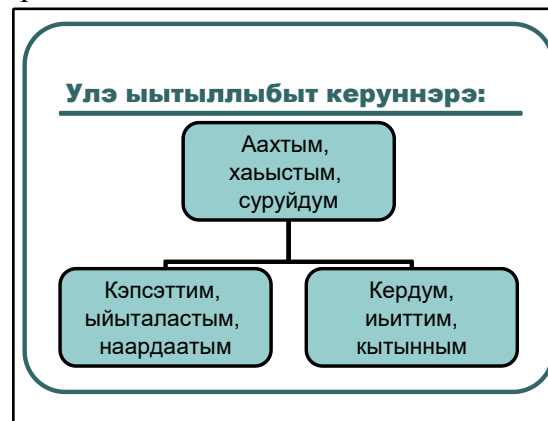 Улэ ыытыллыбыт керуннэрэ:
Аахтым,
хаьыстым,
суруйдум
Кэпсэттим,
ыйыталастым,
наардаатым
Кердум,
иьиттим,
кытынным